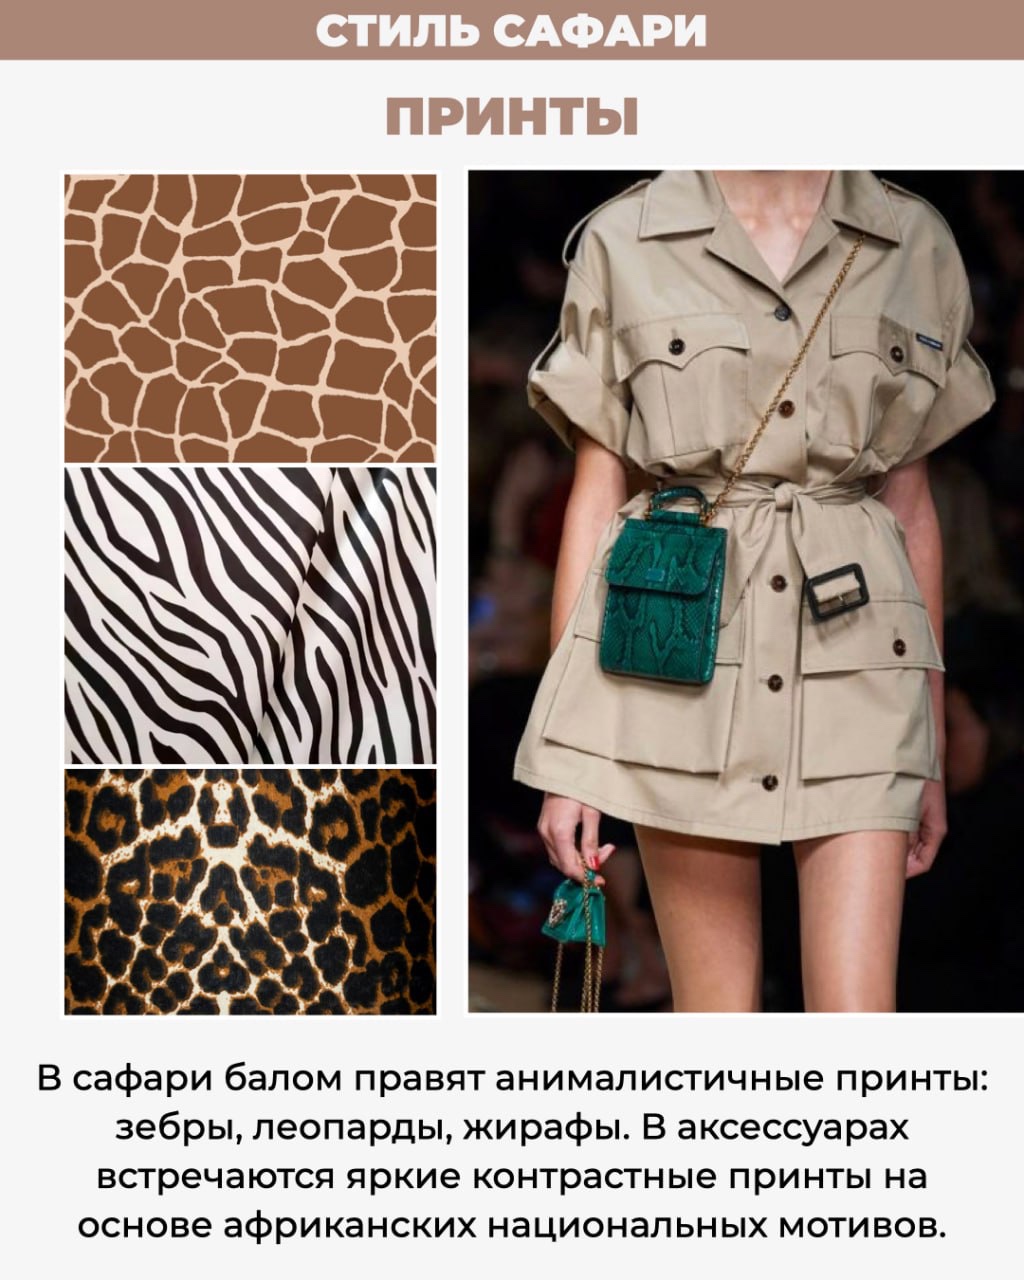 СТИЛЬ САФАРИ
ПРИНТЫ
В сафари балом правят анималистичные принты:
зебры, леопарды, жирафы. В аксессуарах
встречаются яркие контрастные принты на
основе африканских национальных мотивов.